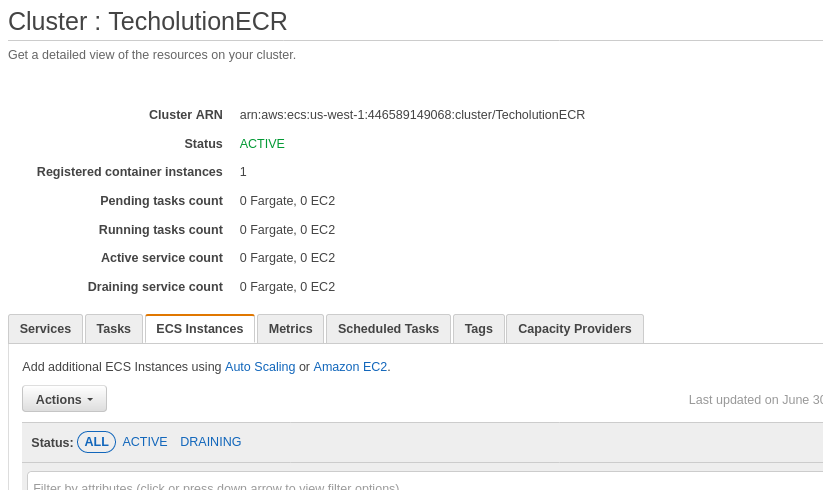 Cluster : TecholutionECR
Get a detailed view of the resources on your cluster.
Cluster ARN arn:aws:ecs:us-west-1:446589149068:cluster/TecholutionECR
Status ACTIVE
Registered container instances 1
Pending tasks count 0 Fargate, 0 EC2
Running tasks count 0 Fargate, 0 EC2
Active service count 0 Fargate, 0 EC2
Draining service count 0 Fargate, 0 EC2
Services Tasks ECS Instances Metrics Scheduled Tasks Tags Capacity Providers
Add additional ECS Instances using Auto Scaling or Amazon EC2.
Actions Last updated on June 30
Status: ALL ACTIVE DRAINING
Filter by attributes (click or press down arrow to view filter options)